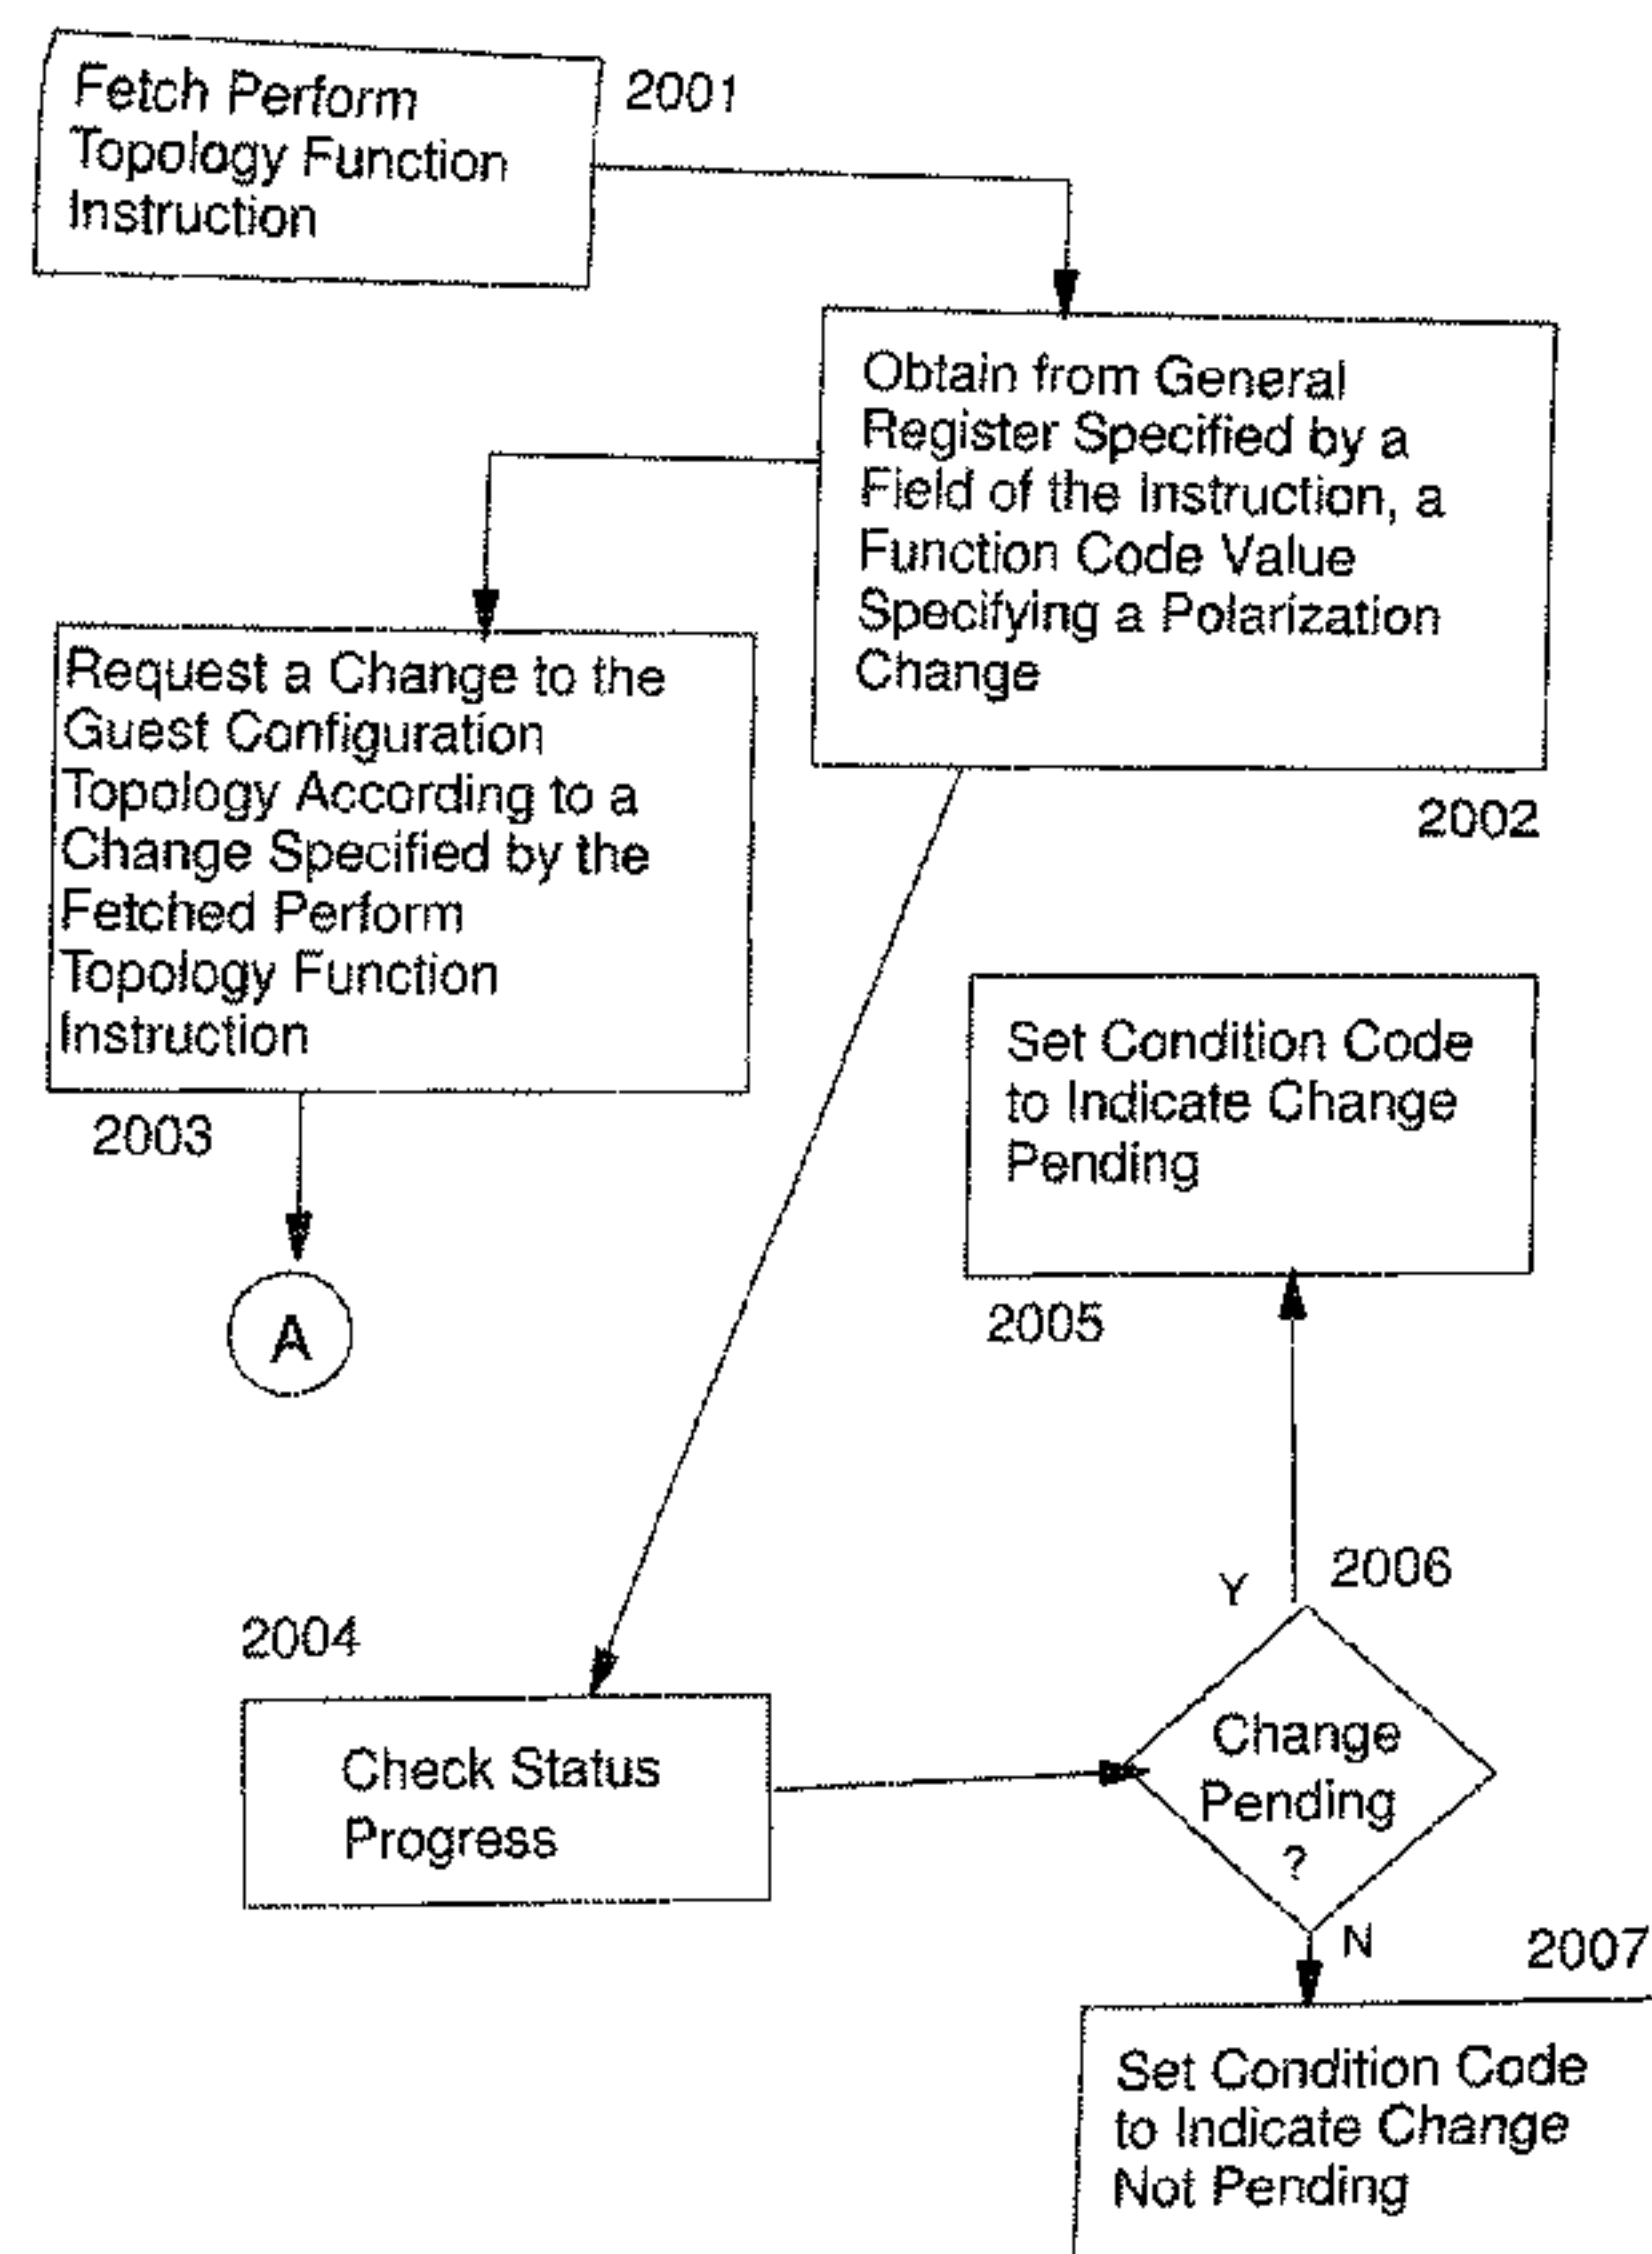 Fetch Perform
Topology Function
Instruction
2001
Obtain from General
Register Specified by a
Field of the Instruction, a
Function Code Value
Specifying a Polarization
Change
2002
Request a Change to the
Guest Configuration
Topology According to a
Change Specified by the
Fetched Perform
Topology Function
Instruction
2003
A
Set Condition Code
to Indicate Change
Pending
2005
2004
Check Status
Progress
Y
2006
Change
Pending
?
N
2007
Set Condition Code
to Indicate Change
Not Pending